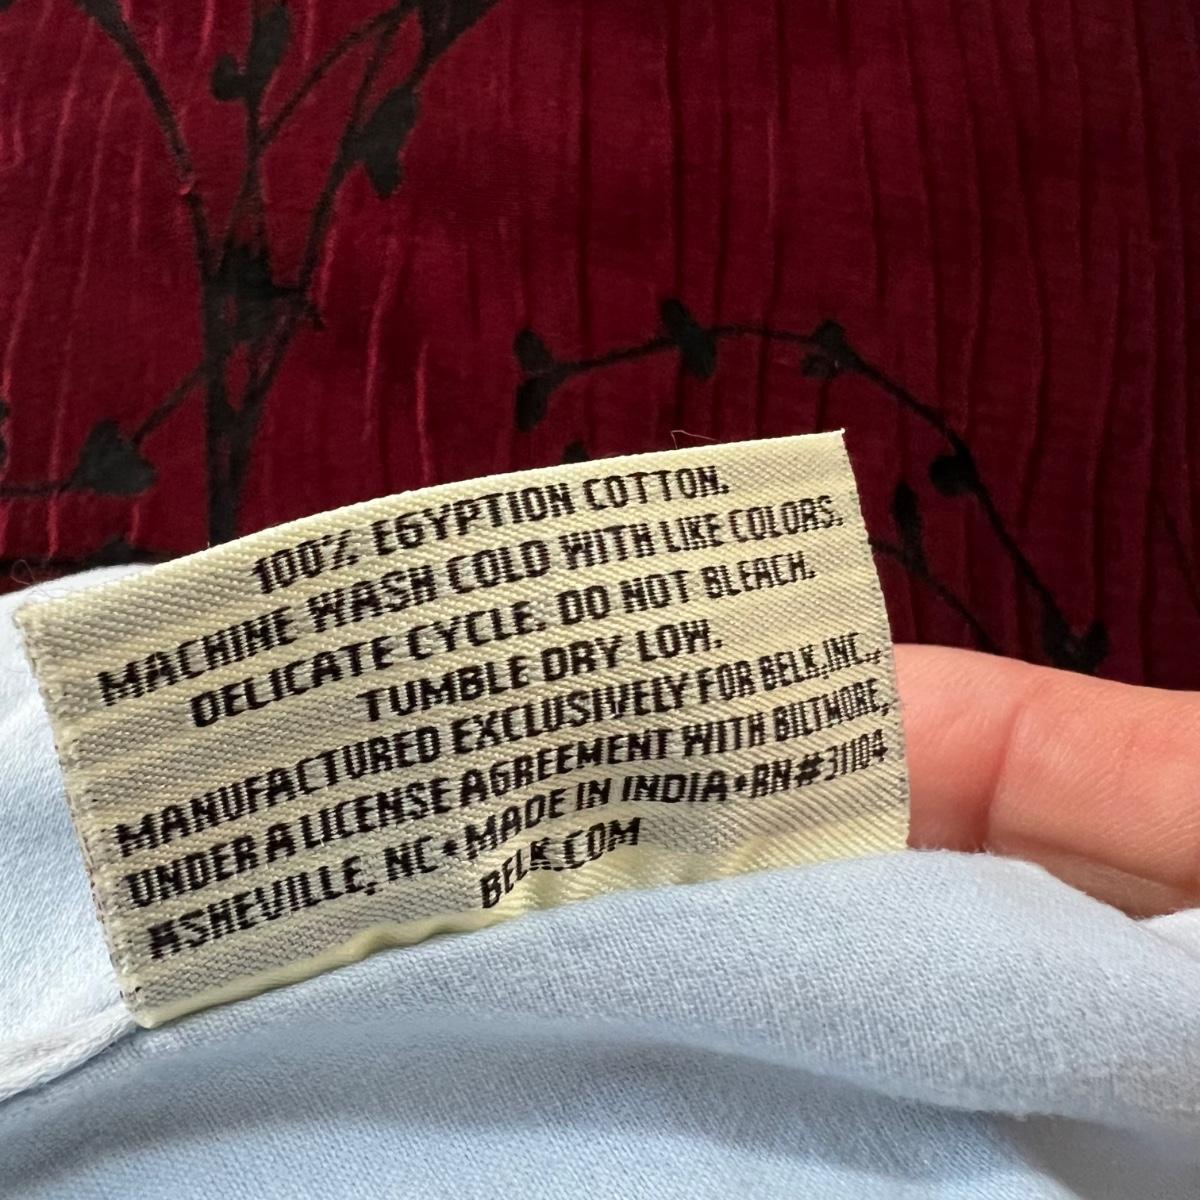 100% EGYPTION COTTON.
MACHINE WASH COLD WITH LIKE COLORS.
DELICATE CYCLE. DO NOT BLEACH.
TUMBLE DRY LOW.
MANUFACTURED EXCLUSIVELY FOR BELK, INC.,
UNDER A LICENSE AGREEMENT WITH BILTMORE,
ASHEVILLE, NC • MADE IN INDIA • RN#31104
BELK.COM